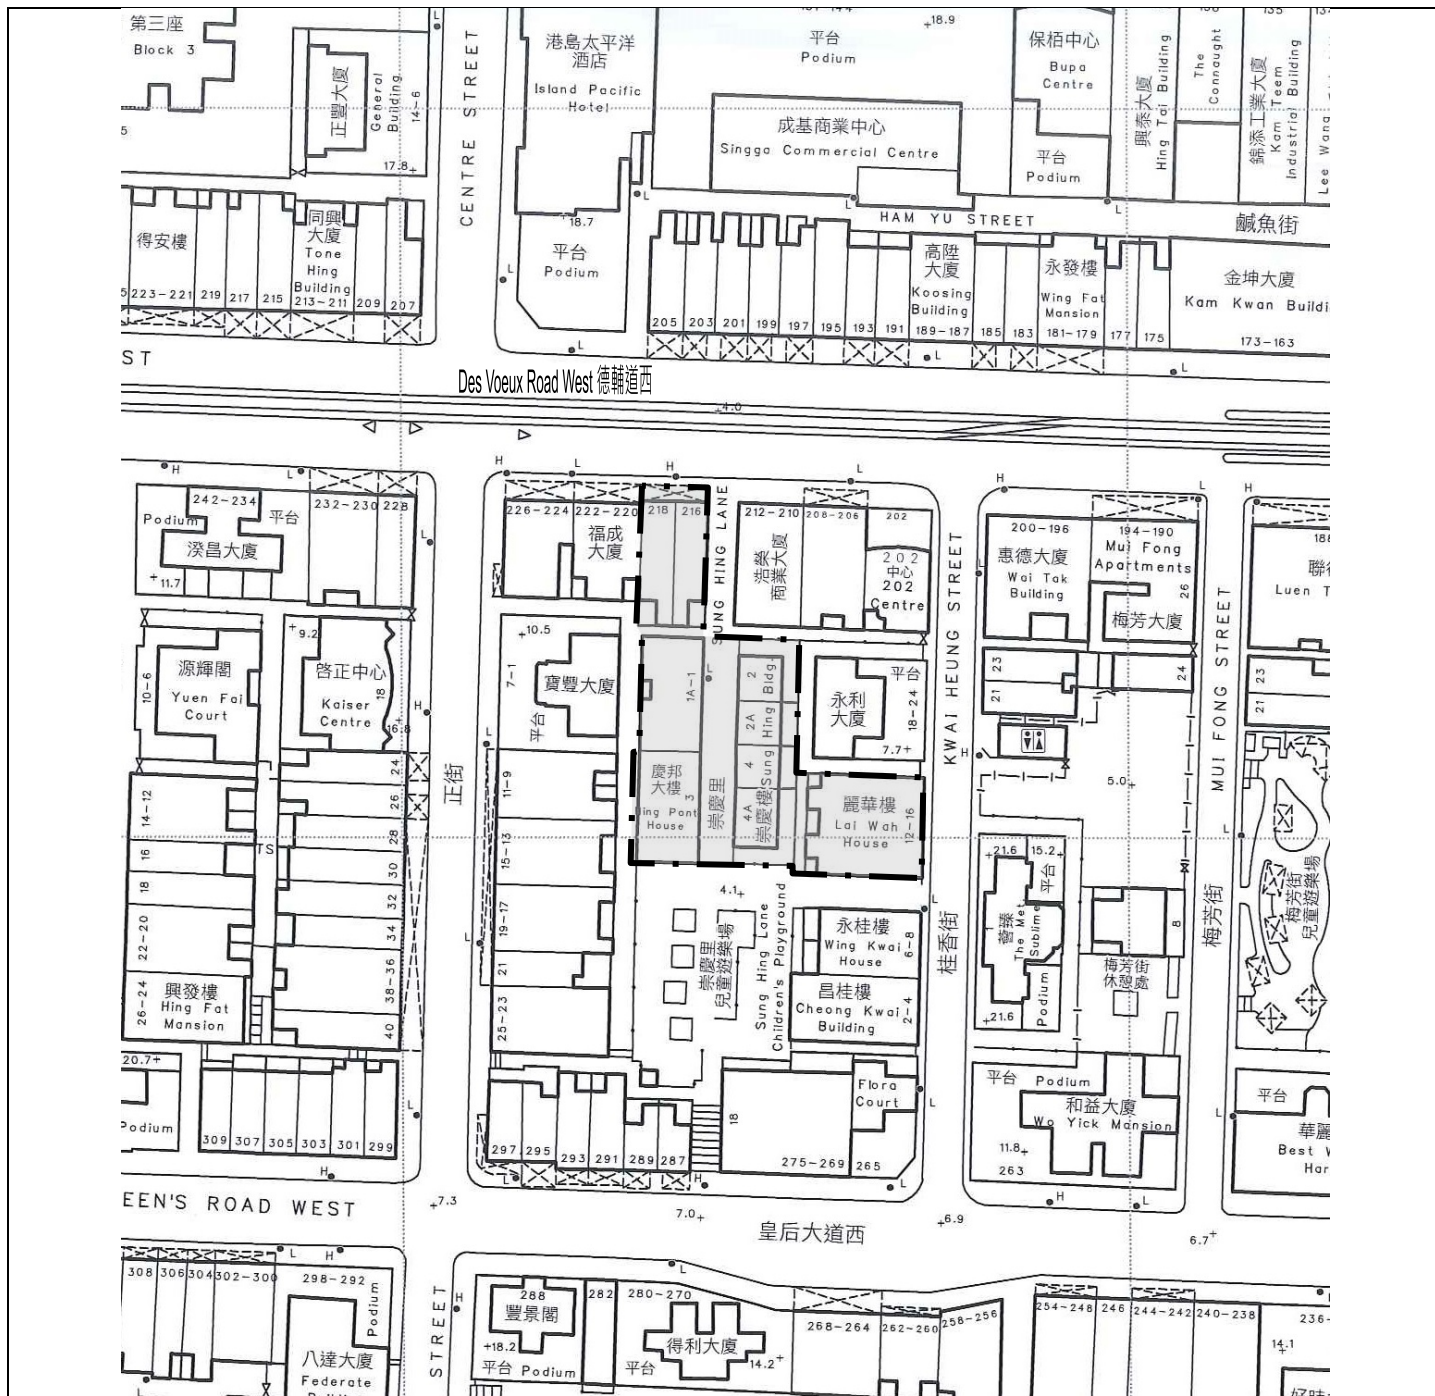 第三座
Block 3
正豐大廈
General
Building
14-6
17.8
CENTRE STREET
港島太平洋
酒店
Island Pacific
Hotel
18.7
平台
Podium
18.9
平台
Podium
成基商業中心
Singga Commercial Centre
保栢中心
Bupa
Centre
平台
Podium
興泰大廈
Hing Tai Building
The
Connaught
錦添工業大廈
Kam Teem
Industrial Building
HAM YU STREET
鹹魚街
得安樓
223-221
219
217
215
同興
大廈
Tone
Hing
Building
213-211
209
207
205
203
201
199
197
195
193
191
高陞
大廈
Koosing
Building
189-187
185
183
永發樓
Wing Fat
Mansion
181-179
177
175
金坤大廈
Kam Kwan Buildi
173-163
ST
Des Voeux Road West 德輔道西
4.0
242-234
Podium
平台
232-230
228
湀昌大廈
11.7
226-224
222-220
福成
大廈
218
216
SUNG HING LANE
212-210
208-206
202
浩榮
商業大廈
202
中心
202
Centre
KWAI HEUNG STREET
200-196
惠德大廈
Wai Tak
Building
194-190
Mui Fong
Apartments
26
梅芳大廈
MUI FONG STREET
Luen T
9.2
源輝閣
Yuen Fai
Court
10-6
啓正中心
Kaiser
Centre
18
16.8
10.5
7-1
寶豐大廈
平台
1A-1
2
2A
4
4A
Sung Hing Bldg.
崇慶樓
平台
永利
大廈
18-24
7.7
23
21
24
23
21
5.0
正街
24
26
28
30
32
34
38-36
40
14-12
16
18
22-20
26-24
TS
興發樓
Hing Fat
Mansion
11-9
15-13
19-17
21
25-23
慶邦
大樓
3
Hing Pont
House
崇慶里
麗華樓
Lai Wah
House
12-16
4.1
崇慶里
兒童遊樂場
Sung Hing Lane
Children's Playground
永桂樓
Wing Kwai
House
6-8
昌桂樓
Cheong Kwai
Building
2-4
桂香街
21.6
15.2
平台
薈臻
The Met.
Sublime
1
21.6
Podium
8
梅芳街
休憩處
梅芳街
梅芳街
兒童遊樂場
20.7
Podium
309
307
305
303
301
299
297
295
293
291
289
287
18
275-269
Flora
Court
265
平台
Podium
和益大廈
Wo Yick Mansion
11.8
263
平台
Best W
Har
EEN'S ROAD WEST
7.3
7.0
皇后大道西
6.9
6.7
308
306
304
302-300
298-292
Podium
八達大廈
Federate
STREET
288
豐景閣
18.2
平台 Podium
282
280-270
得利大廈
平台
14.2
268-264
262-260
258-256
254-248
246
244-242
240-238
236-
14.1